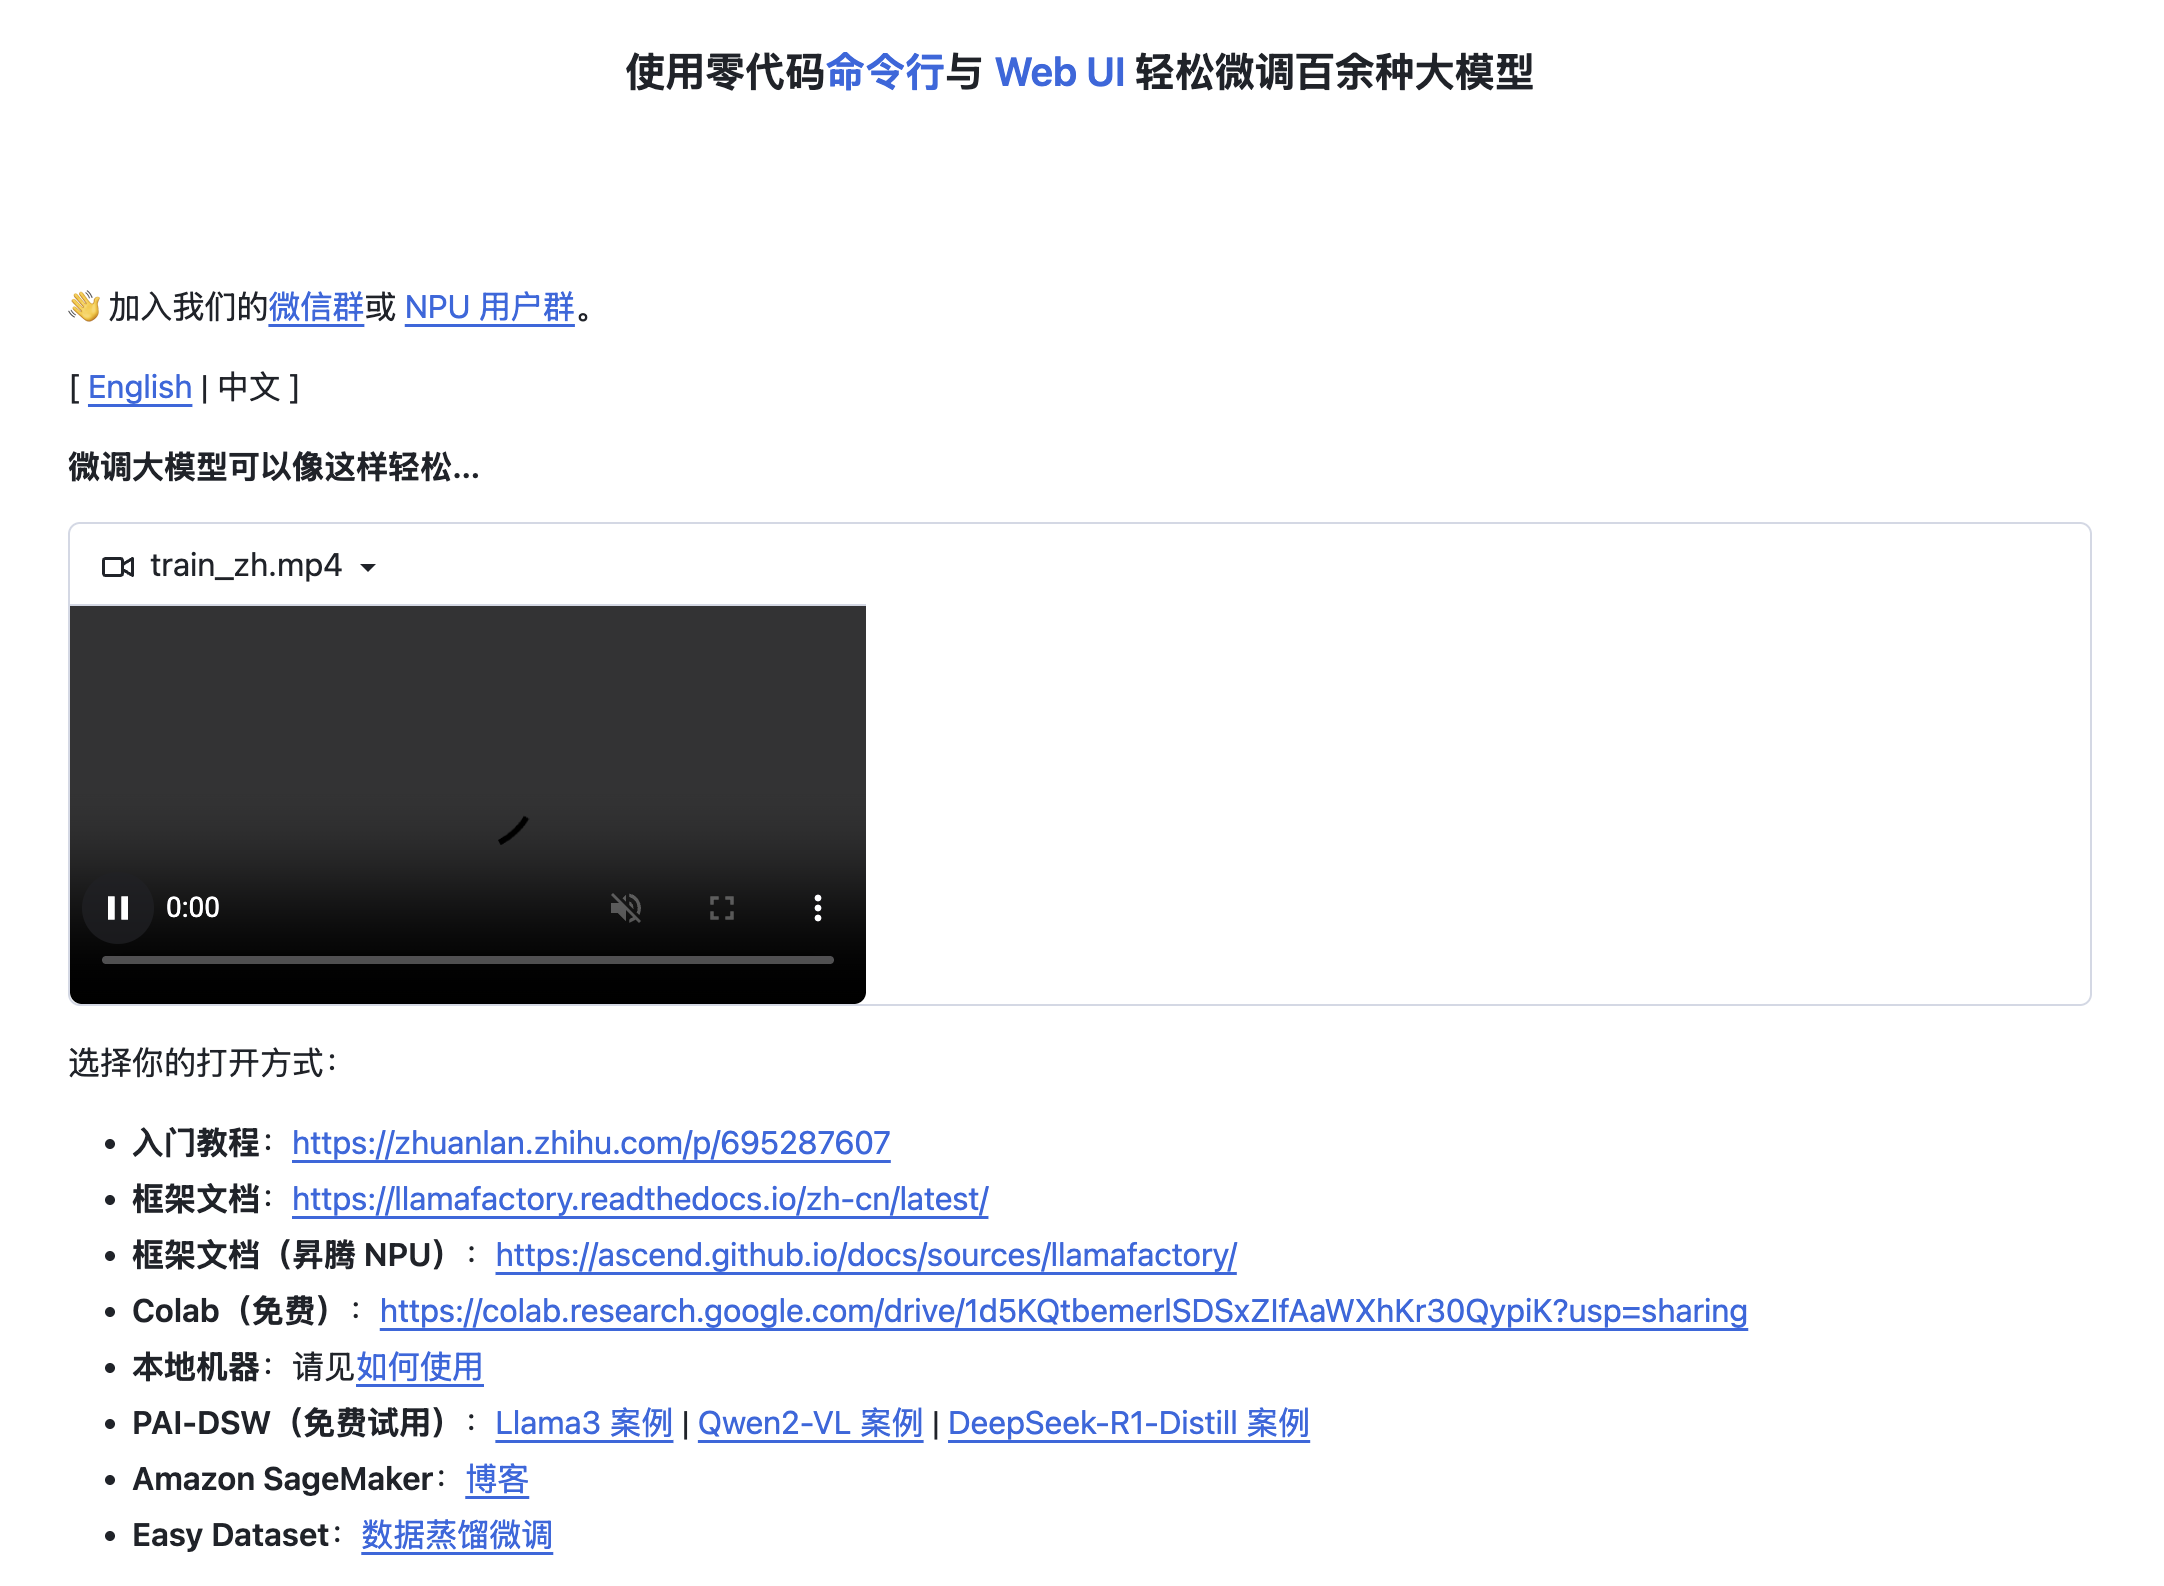 使用零代码命令行与 Web UI 轻松微调百余种大模型
👋 加入我们的微信群或 NPU 用户群。
[ English | 中文 ]
微调大模型可以像这样轻松...
train_zh.mp4
0:00
选择你的打开方式：
入门教程：https://zhuanlan.zhihu.com/p/695287607
框架文档：https://llamafactory.readthedocs.io/zh-cn/latest/
框架文档（昇腾 NPU）：https://ascend.github.io/docs/sources/llamafactory/
Colab（免费）：https://colab.research.google.com/drive/1d5KQtbemerlSDSxZIfAaWXhKr30QypiK?usp=sharing
本地机器：请见如何使用
PAI-DSW（免费试用）：Llama3 案例 | Qwen2-VL 案例 | DeepSeek-R1-Distill 案例
Amazon SageMaker：博客
Easy Dataset：数据蒸馏微调